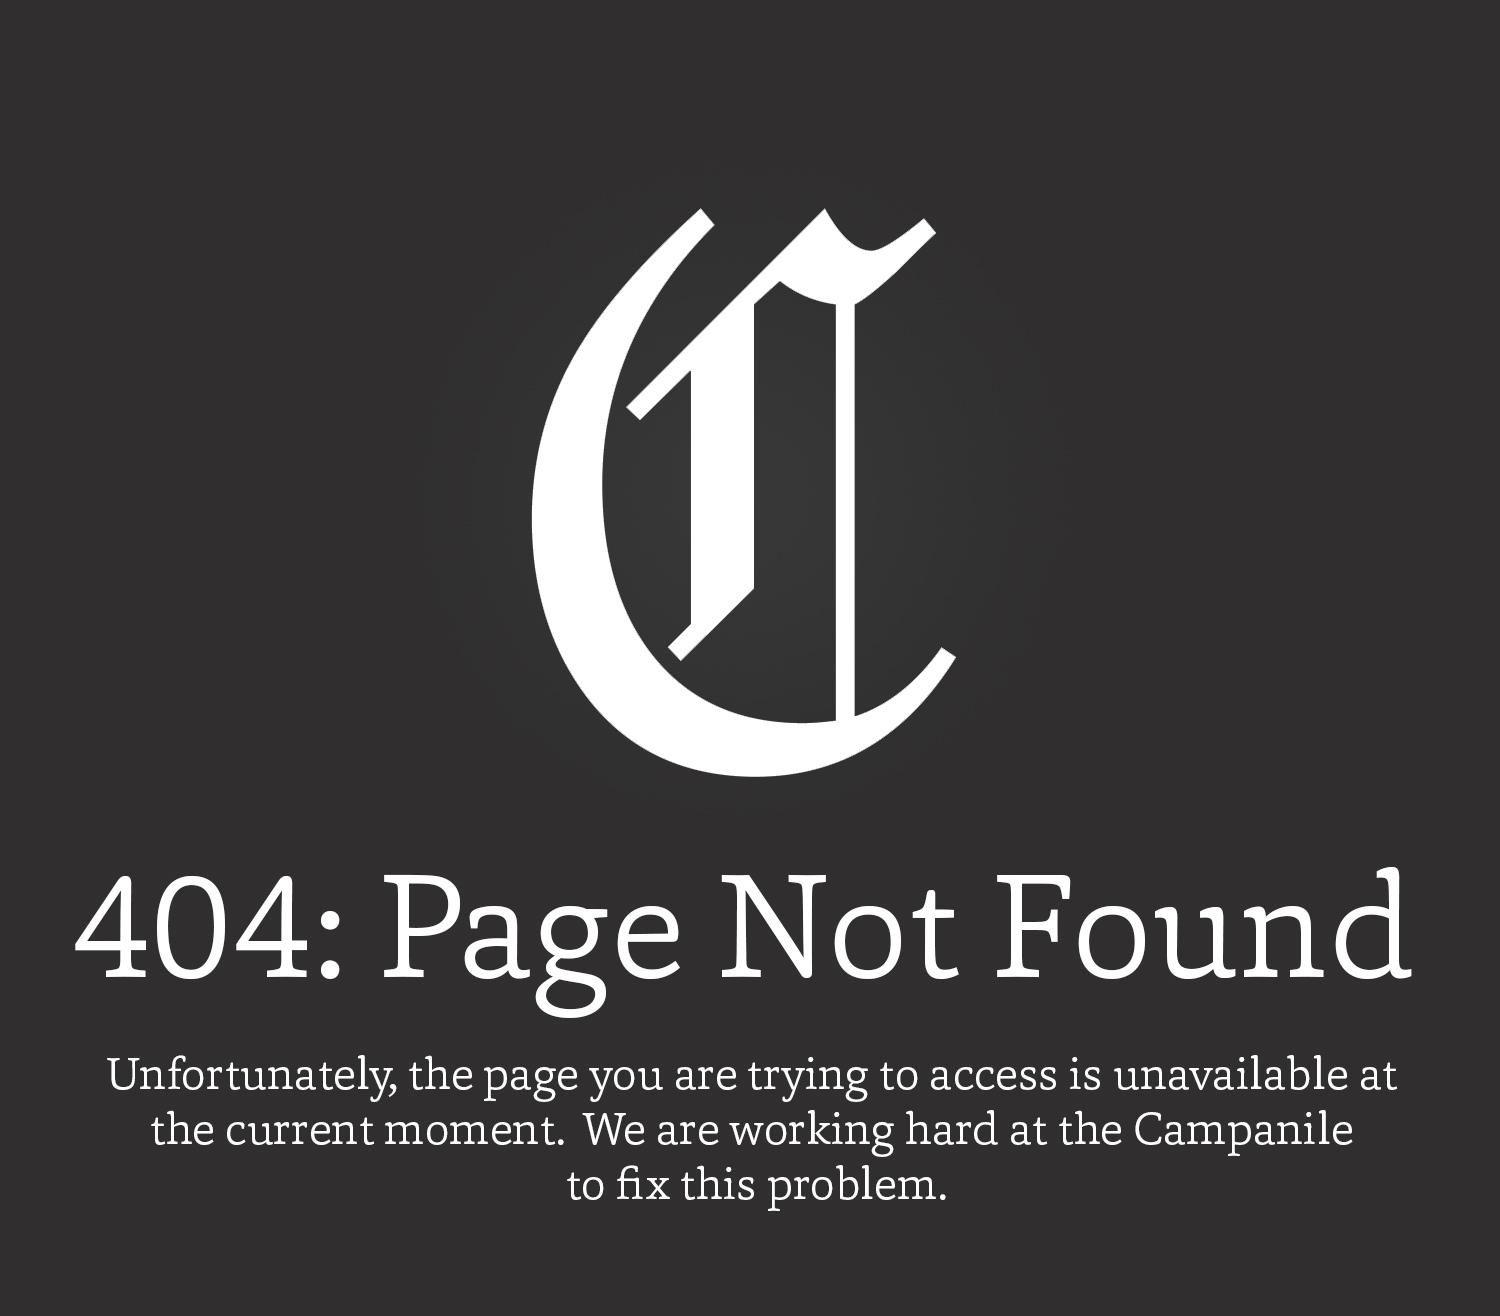 C
404: Page Not Found
Unfortunately, the page you are trying to access is unavailable at
the current moment.  We are working hard at the Campanile
to fix this problem.